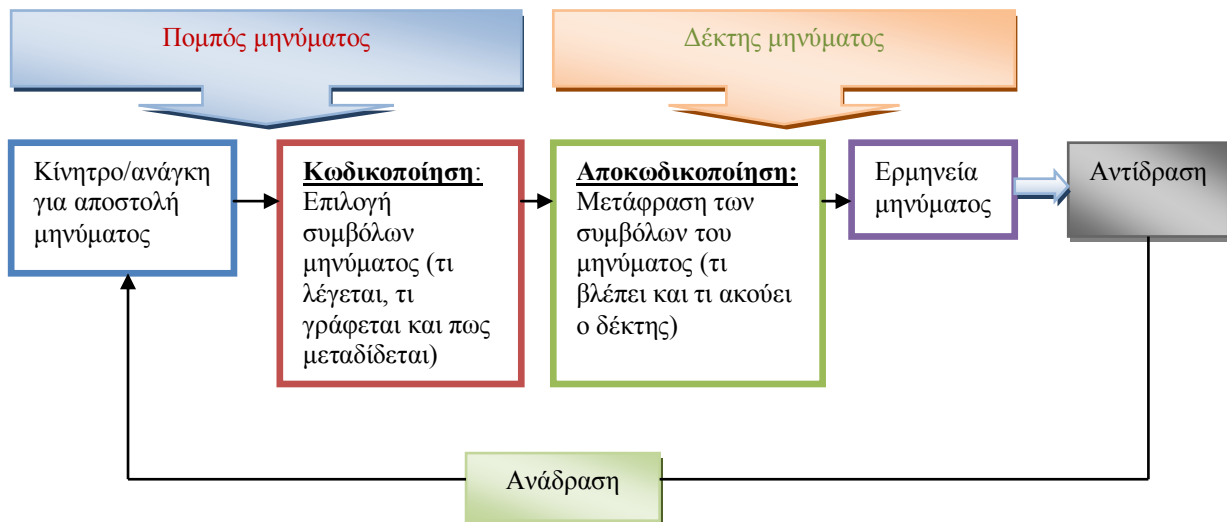 Πομπός μηνύματος
Δέκτης μηνύματος
Κίνητρο/ανάγκη
για αποστολή
μηνύματος
Κωδικοποίηση:
Επιλογή
συμβόλων
μηνύματος (τι
λέγεται, τι
γράφεται και πως
μεταδίδεται)
Αποκωδικοποίηση:
Μετάφραση των
συμβόλων του
μηνύματος (τι
βλέπει και τι ακούει
ο δέκτης)
Ερμηνεία
μηνύματος
Αντίδραση
Ανάδραση